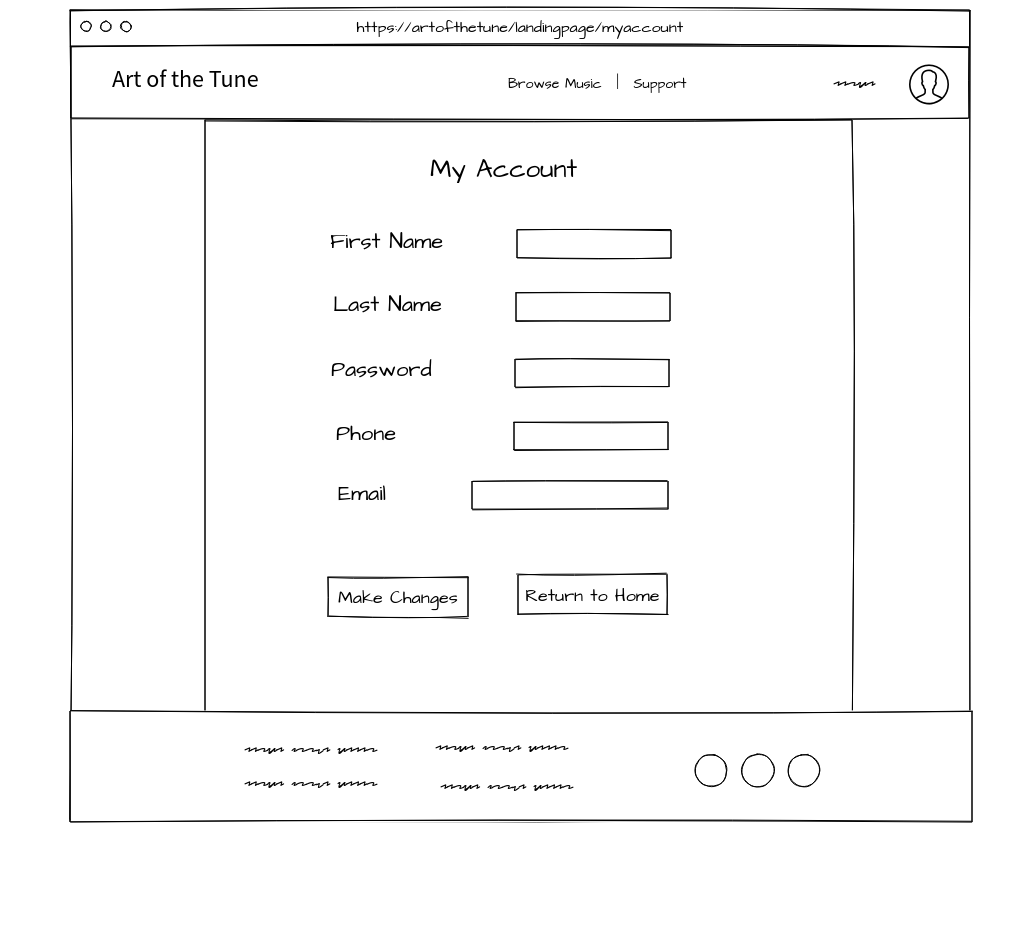 https://artofthetune/landingpage/myaccount
Art of the Tune
Browse Music | Support
My Account
First Name
Last Name
Password
Phone
Email
Make Changes
Return to Home